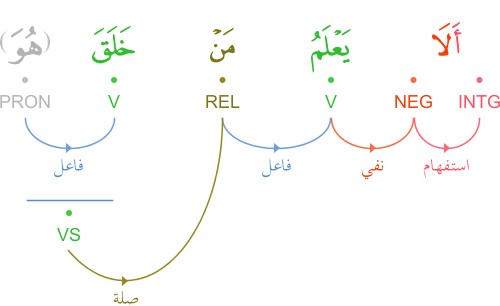 أَلَا يَعْلَمُ مَنْ خَلَقَ (هُوَ)
INTG NEG V REL V PRON
استفهام نفي فاعل فاعل
VS
صلة